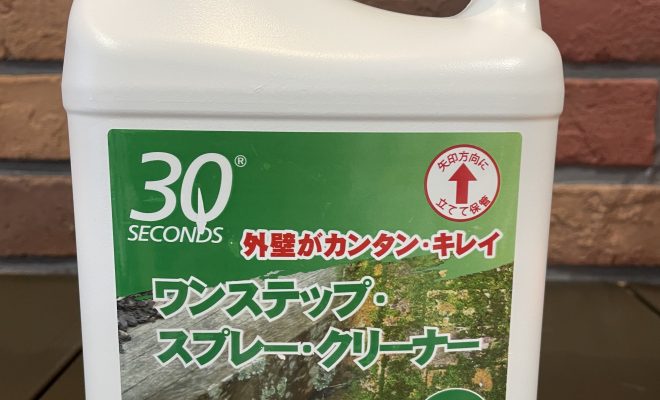 30®
SECONDS
矢印方向に
立てて保管
外壁がカンタン・キレイ
ワンステップ・
スプレー・クリーナー